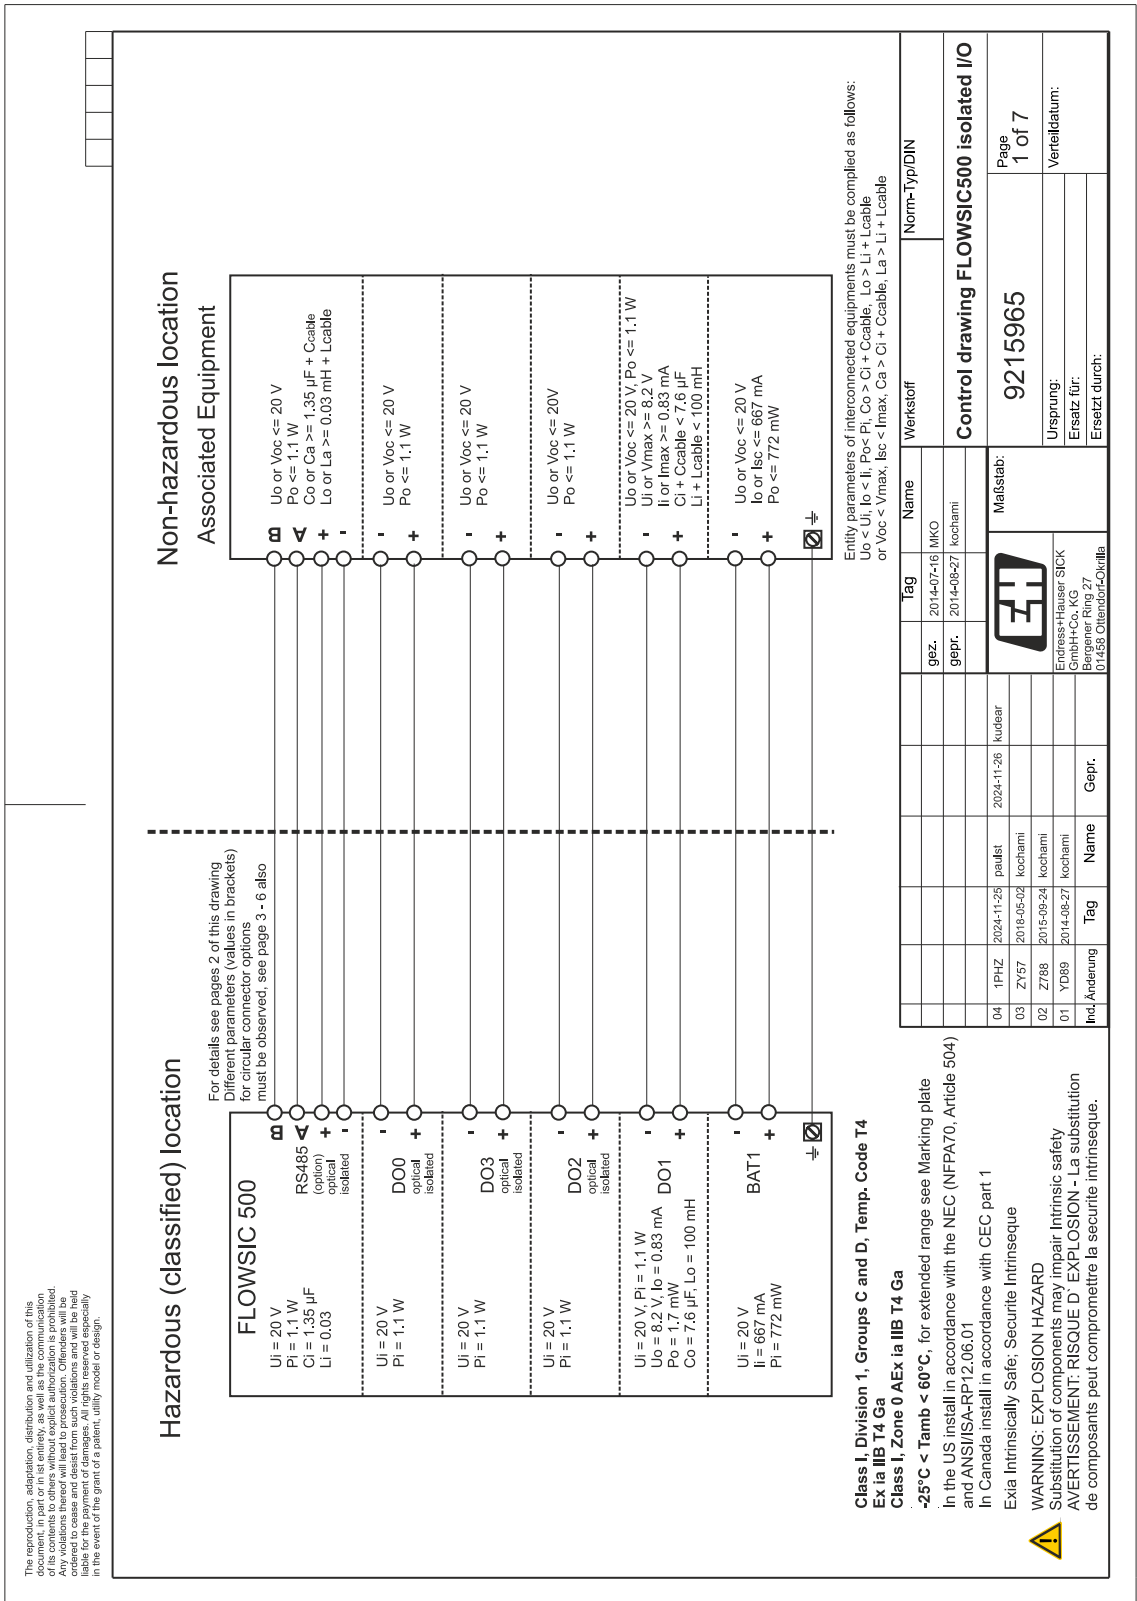 The reproduction, adaptation, distribution and utilization of this
document, in part or in ist entirety, as well as the communication
of its contents to others without explicit authorization is prohibited.
Any violations thereof will lead to prosecution. Offenders will be
ordered to cease and desist from such violations and will be held
liable for the payment of damages. All rights reserved especially
in the event of the grant of a patent, utility model or design.
Hazardous (classified) location
Non-hazardous location
For details see pages 2 of this drawing
Different parameters (values in brackets)
for circular connector options
must be observed, see page 3 - 6 also
FLOWSIC 500
Ui = 20 V
Pi = 1.1 W
Ci = 1.35 µF
Li = 0.03
RS485
(option)
optical
isolated
B
A
+
-
Ui = 20 V
Pi = 1.1 W
DO0
optical
isolated
-
+
Ui = 20 V
Pi = 1.1 W
DO3
optical
isolated
-
+
Ui = 20 V
Pi = 1.1 W
DO2
optical
isolated
-
+
Ui = 20 V, Pi = 1.1 W
Uo = 8.2 V, Io = 0.83 mA
Po = 1.7 mW
Co = 7.6 µF, Lo = 100 mH
DO1
-
+
Ui = 20 V
Ii = 667 mA
Pi = 772 mW
BAT1
-
+
Associated Equipment
B
A
+
-
Uo or Voc <= 20 V
Po <= 1.1 W
Co or Ca >= 1.35 µF + Ccable
Lo or La >= 0.03 mH + Lcable
-
+
Uo or Voc <= 20 V
Po <= 1.1 W
-
+
Uo or Voc <= 20 V
Po <= 1.1 W
-
+
Uo or Voc <= 20V
Po <= 1.1 W
-
+
Uo or Voc <= 20 V, Po <= 1.1 W
Ui or Vmax >= 8.2 V
Ii or Imax >= 0.83 mA
Ci + Ccable < 7.6 µF
Li + Lcable < 100 mH
-
+
Uo or Voc <= 20 V
Io or Isc <= 667 mA
Po <= 772 mW
Entity parameters of interconnected equipments must be complied as follows:
Uo < Ui, Io < Ii, Po< Pi, Co > Ci + Ccable, Lo > Li + Lcable
or Voc < Vmax, Isc < Imax, Ca > Ci + Ccable, La > Li + Lcable
Class I, Division 1, Groups C and D, Temp. Code T4
Ex ia IIB T4 Ga
Class I, Zone 0 AEx ia IIB T4 Ga
-25°C < Tamb < 60°C, for extended range see Marking plate
In the US install in accordance with the NEC (NFPA70, Article 504)
and ANSI/ISA-RP12.06.01
In Canada install in accordance with CEC part 1
Exia Intrinsically Safe; Securite Intrinseque
WARNING: EXPLOSION HAZARD
Substitution of components may impair Intrinsic safety
AVERTISSEMENT: RISQUE D` EXPLOSION - La substitution
de composants peut compromettre la securite intrinseque.
04 1PHZ 2024-11-25 paulst 2024-11-26 kudear
03 ZY57 2018-05-02 kochami
02 Z788 2015-09-24 kochami
01 YD89 2014-08-27 kochami
Ind. Änderung Tag Name Gepr.
Tag Name
gez. 2014-07-16 MKO
gepr. 2014-08-27 kochami
EH
Endress+Hauser SICK
GmbH+Co. KG
Bergener Ring 27
01458 Ottendorf-Okrilla
Maßstab:
Werkstoff
Norm-Typ/DIN
Control drawing FLOWSIC500 isolated I/O
9215965
Page
1 of 7
Ursprung:
Ersatz für:
Ersetzt durch:
Verteildatum: